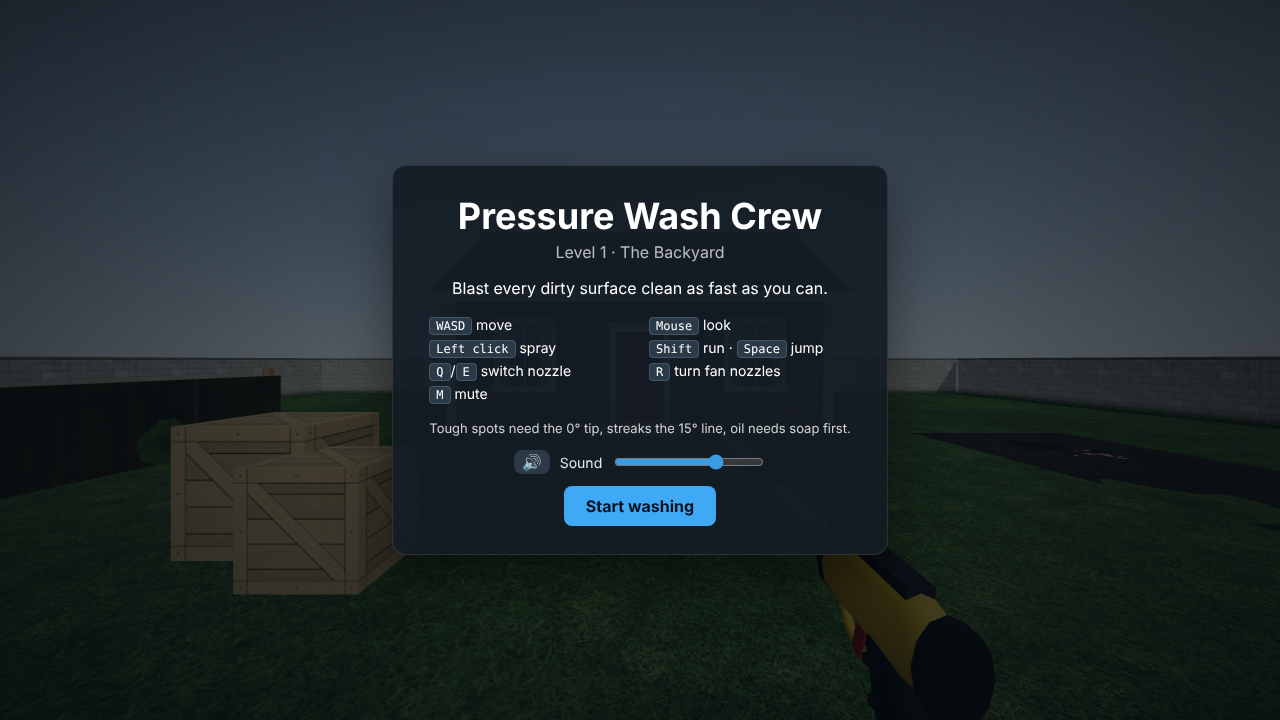 Pressure Wash Crew
Level 1 · The Backyard
Blast every dirty surface clean as fast as you can.
WASD move
Mouse look
Left click spray
Shift run · Space jump
Q/E switch nozzle
R turn fan nozzles
M mute
Tough spots need the 0° tip, streaks the 15° line, oil needs soap first.
Sound
Start washing